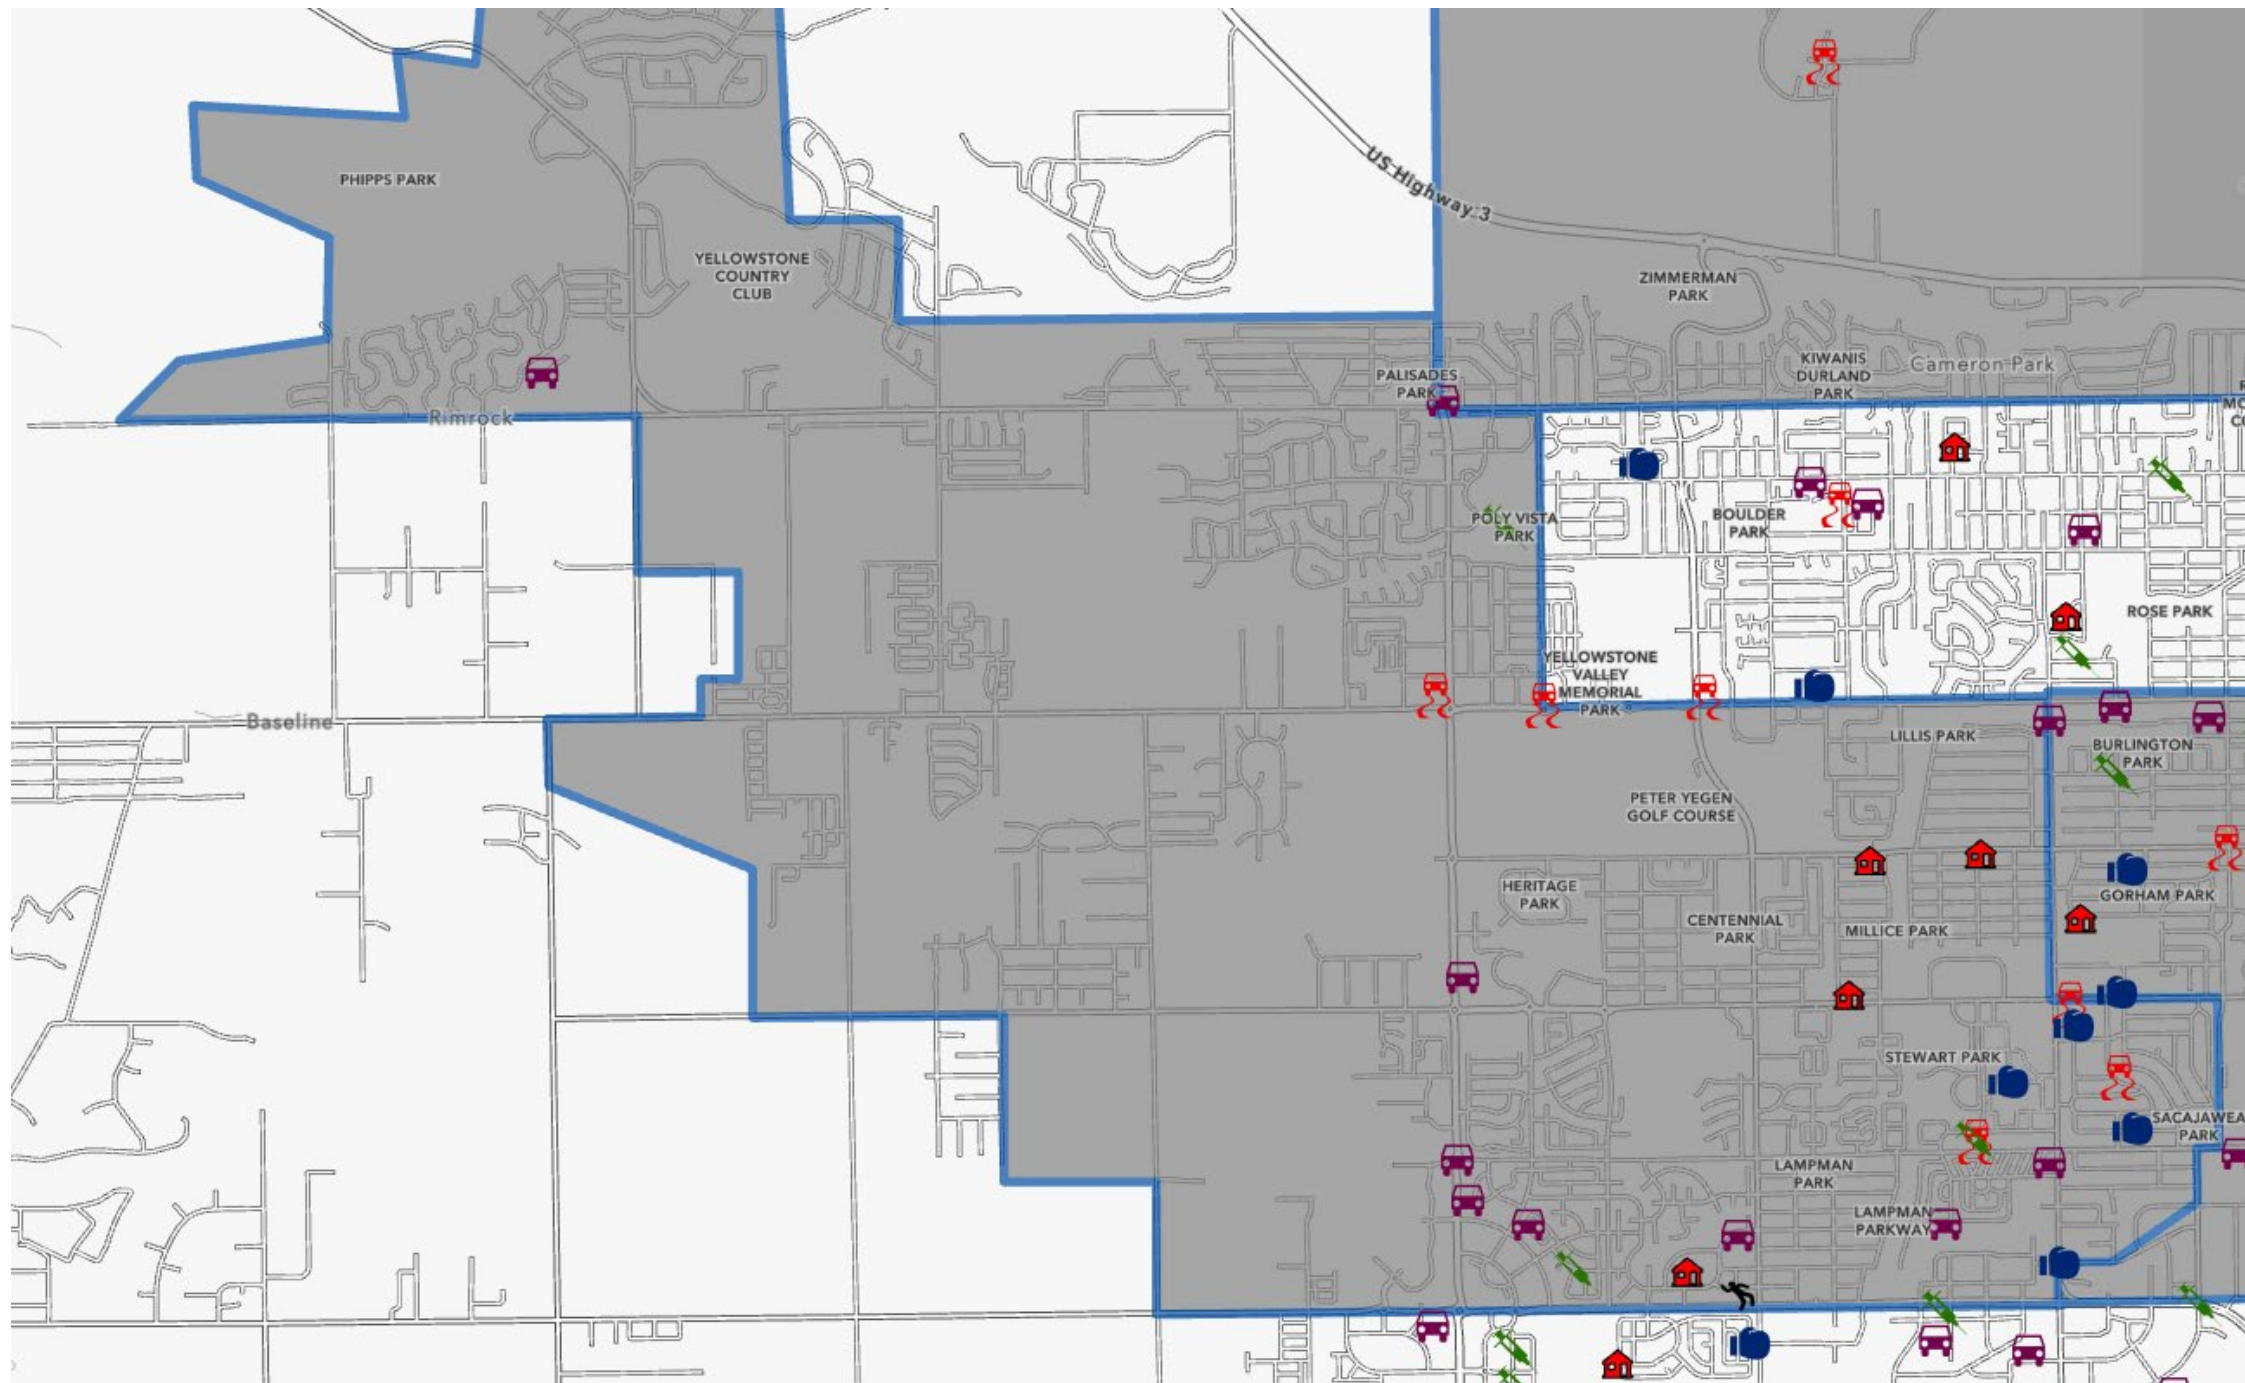 US Highway 3
PHIPPS PARK
YELLOWSTONE
COUNTRY
CLUB
ZIMMERMAN
PARK
KIWANIS
DURLAND
PARK
Cameron Park
PALISADES
PARK
Rimrock
POLY VISTA
PARK
BOULDER
PARK
ROSE PARK
YELLOWSTONE
VALLEY
MEMORIAL
PARK
Baseline
LILLIS PARK
BURLINGTON
PARK
PETER YEGEN
GOLF COURSE
HERITAGE
PARK
GORHAM PARK
CENTENNIAL
PARK
MILLICE PARK
STEWART PARK
SACAJAWEA
PARK
LAMPMAN
PARK
LAMPMAN
PARKWAY